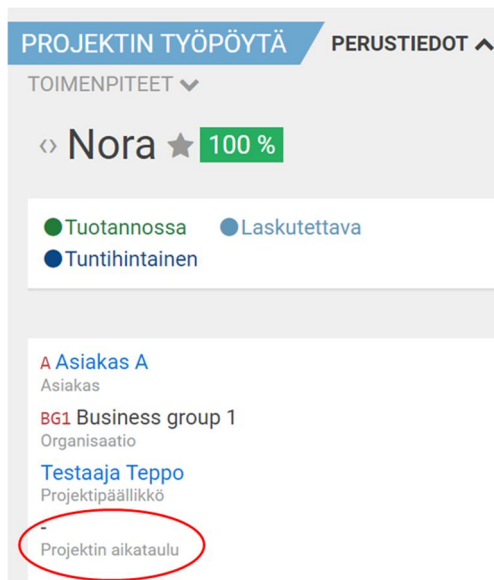 PROJEKTIN TYÖPÖYTÄ PERUSTIEDOT
TOIMENPITEET
Nora 100 %
Tuotannossa Laskutettava
Tuntihintainen
A Asiakas A
Asiakas
BG1 Business group 1
Organisaatio
Testaaja Teppo
Projektipäällikkö
-
Projektin aikataulu